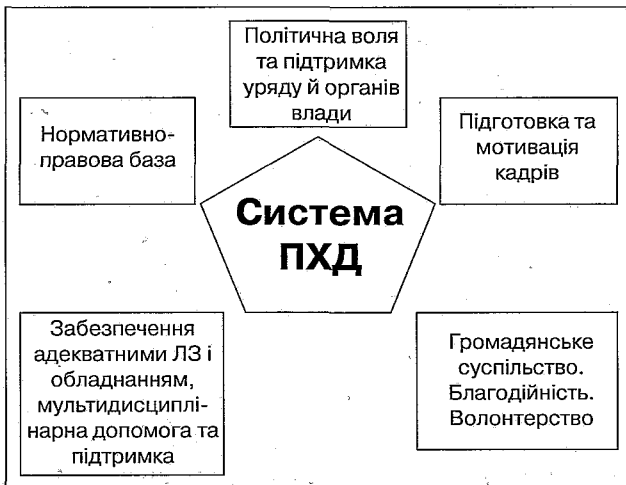 Політична воля
та підтримка
уряду й органів
влади
Нормативно-
правова база
Підготовка та
мотивація
кадрів
Система
ПХД
Забезпечення
адекватними ЛЗ і
обладнанням,
мультидисциплі-
нарна допомога та
підтримка
Громадянське
суспільство.
Благодійність.
Волонтерство